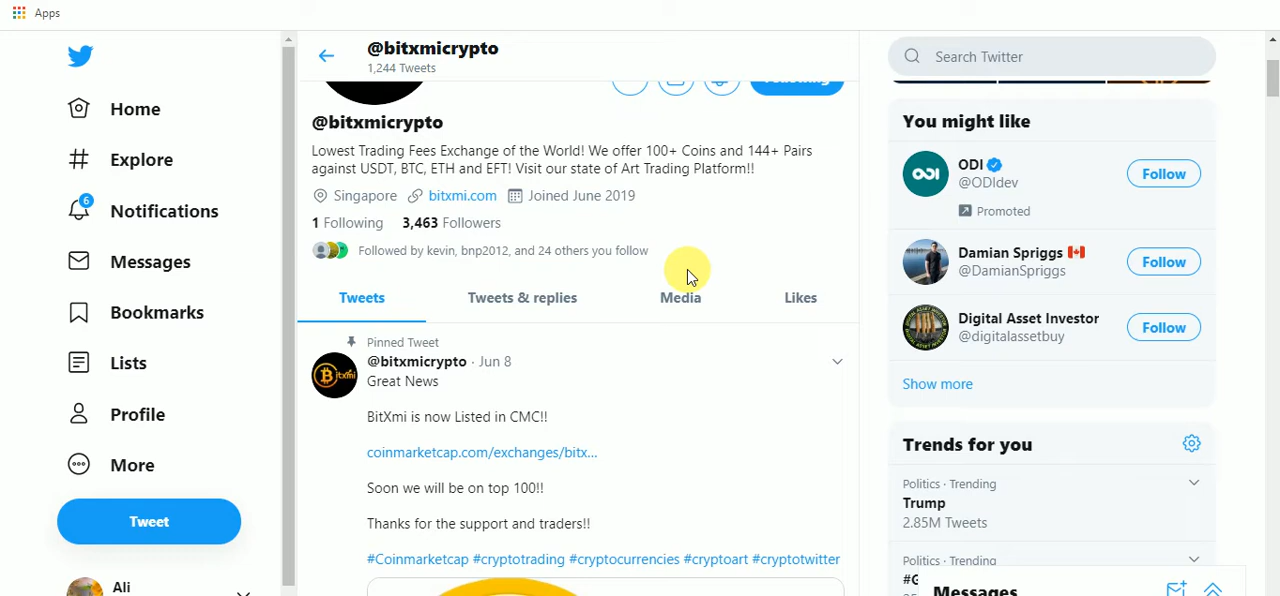 Apps
@bitxmicrypto
1,244 Tweets
Search Twitter
Home
Explore
6
Notifications
Messages
Bookmarks
Lists
Profile
More
Tweet
Ali
Following
@bitxmicrypto
Lowest Trading Fees Exchange of the World! We offer 100+ Coins and 144+ Pairs
against USDT, BTC, ETH and EFT! Visit our state of Art Trading Platform!!
Singapore bitxmi.com Joined June 2019
1 Following 3,463 Followers
Followed by kevin, bnp2012, and 24 others you follow
Tweets Tweets & replies Media Likes
Pinned Tweet
@bitxmicrypto · Jun 8
Bitxmi
Great News
BitXmi is now Listed in CMC!!
coinmarketcap.com/exchanges/bitx...
Soon we will be on top 100!!
Thanks for the support and traders!!
#Coinmarketcap #cryptotrading #cryptocurrencies #cryptoart #cryptotwitter
You might like
ODI
ODI
@ODIdev
Follow
Promoted
Damian Spriggs
@DamianSpriggs
Follow
Digital Asset Investor
@digitalassetbuy
Follow
Show more
Trends for you
Politics · Trending
Trump
2.85M Tweets
Politics · Trending
Messages